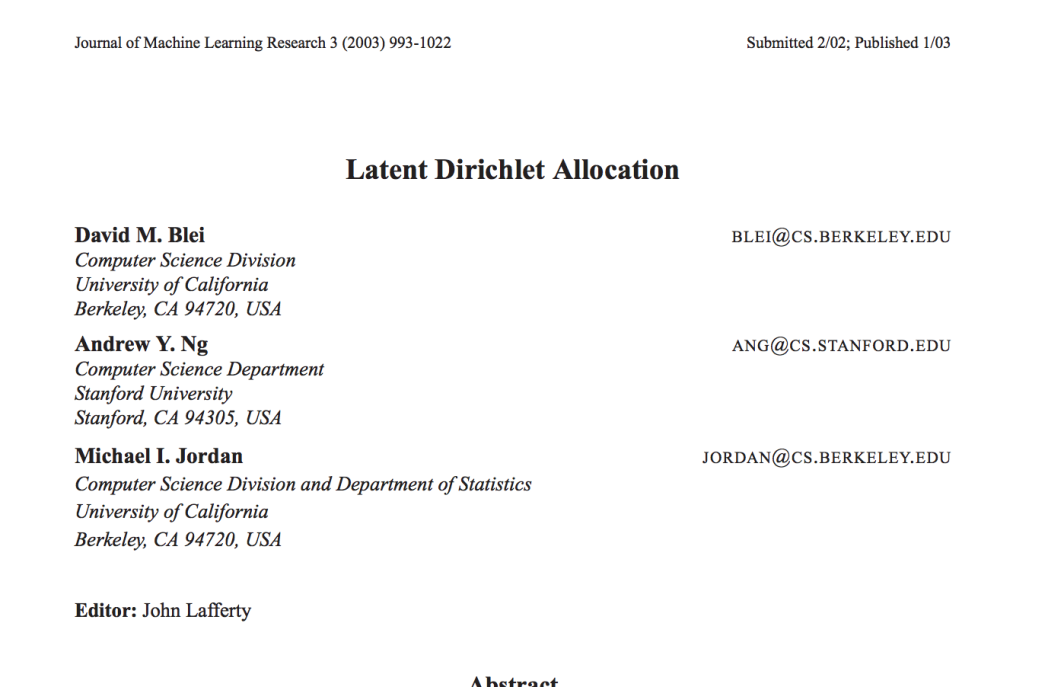 Journal of Machine Learning Research 3 (2003) 993-1022 Submitted 2/02; Published 1/03
Latent Dirichlet Allocation
David M. Blei BLEI@CS.BERKELEY.EDU
Computer Science Division
University of California
Berkeley, CA 94720, USA
Andrew Y. Ng ANG@CS.STANFORD.EDU
Computer Science Department
Stanford University
Stanford, CA 94305, USA
Michael I. Jordan JORDAN@CS.BERKELEY.EDU
Computer Science Division and Department of Statistics
University of California
Berkeley, CA 94720, USA
Editor: John Lafferty
Abstract